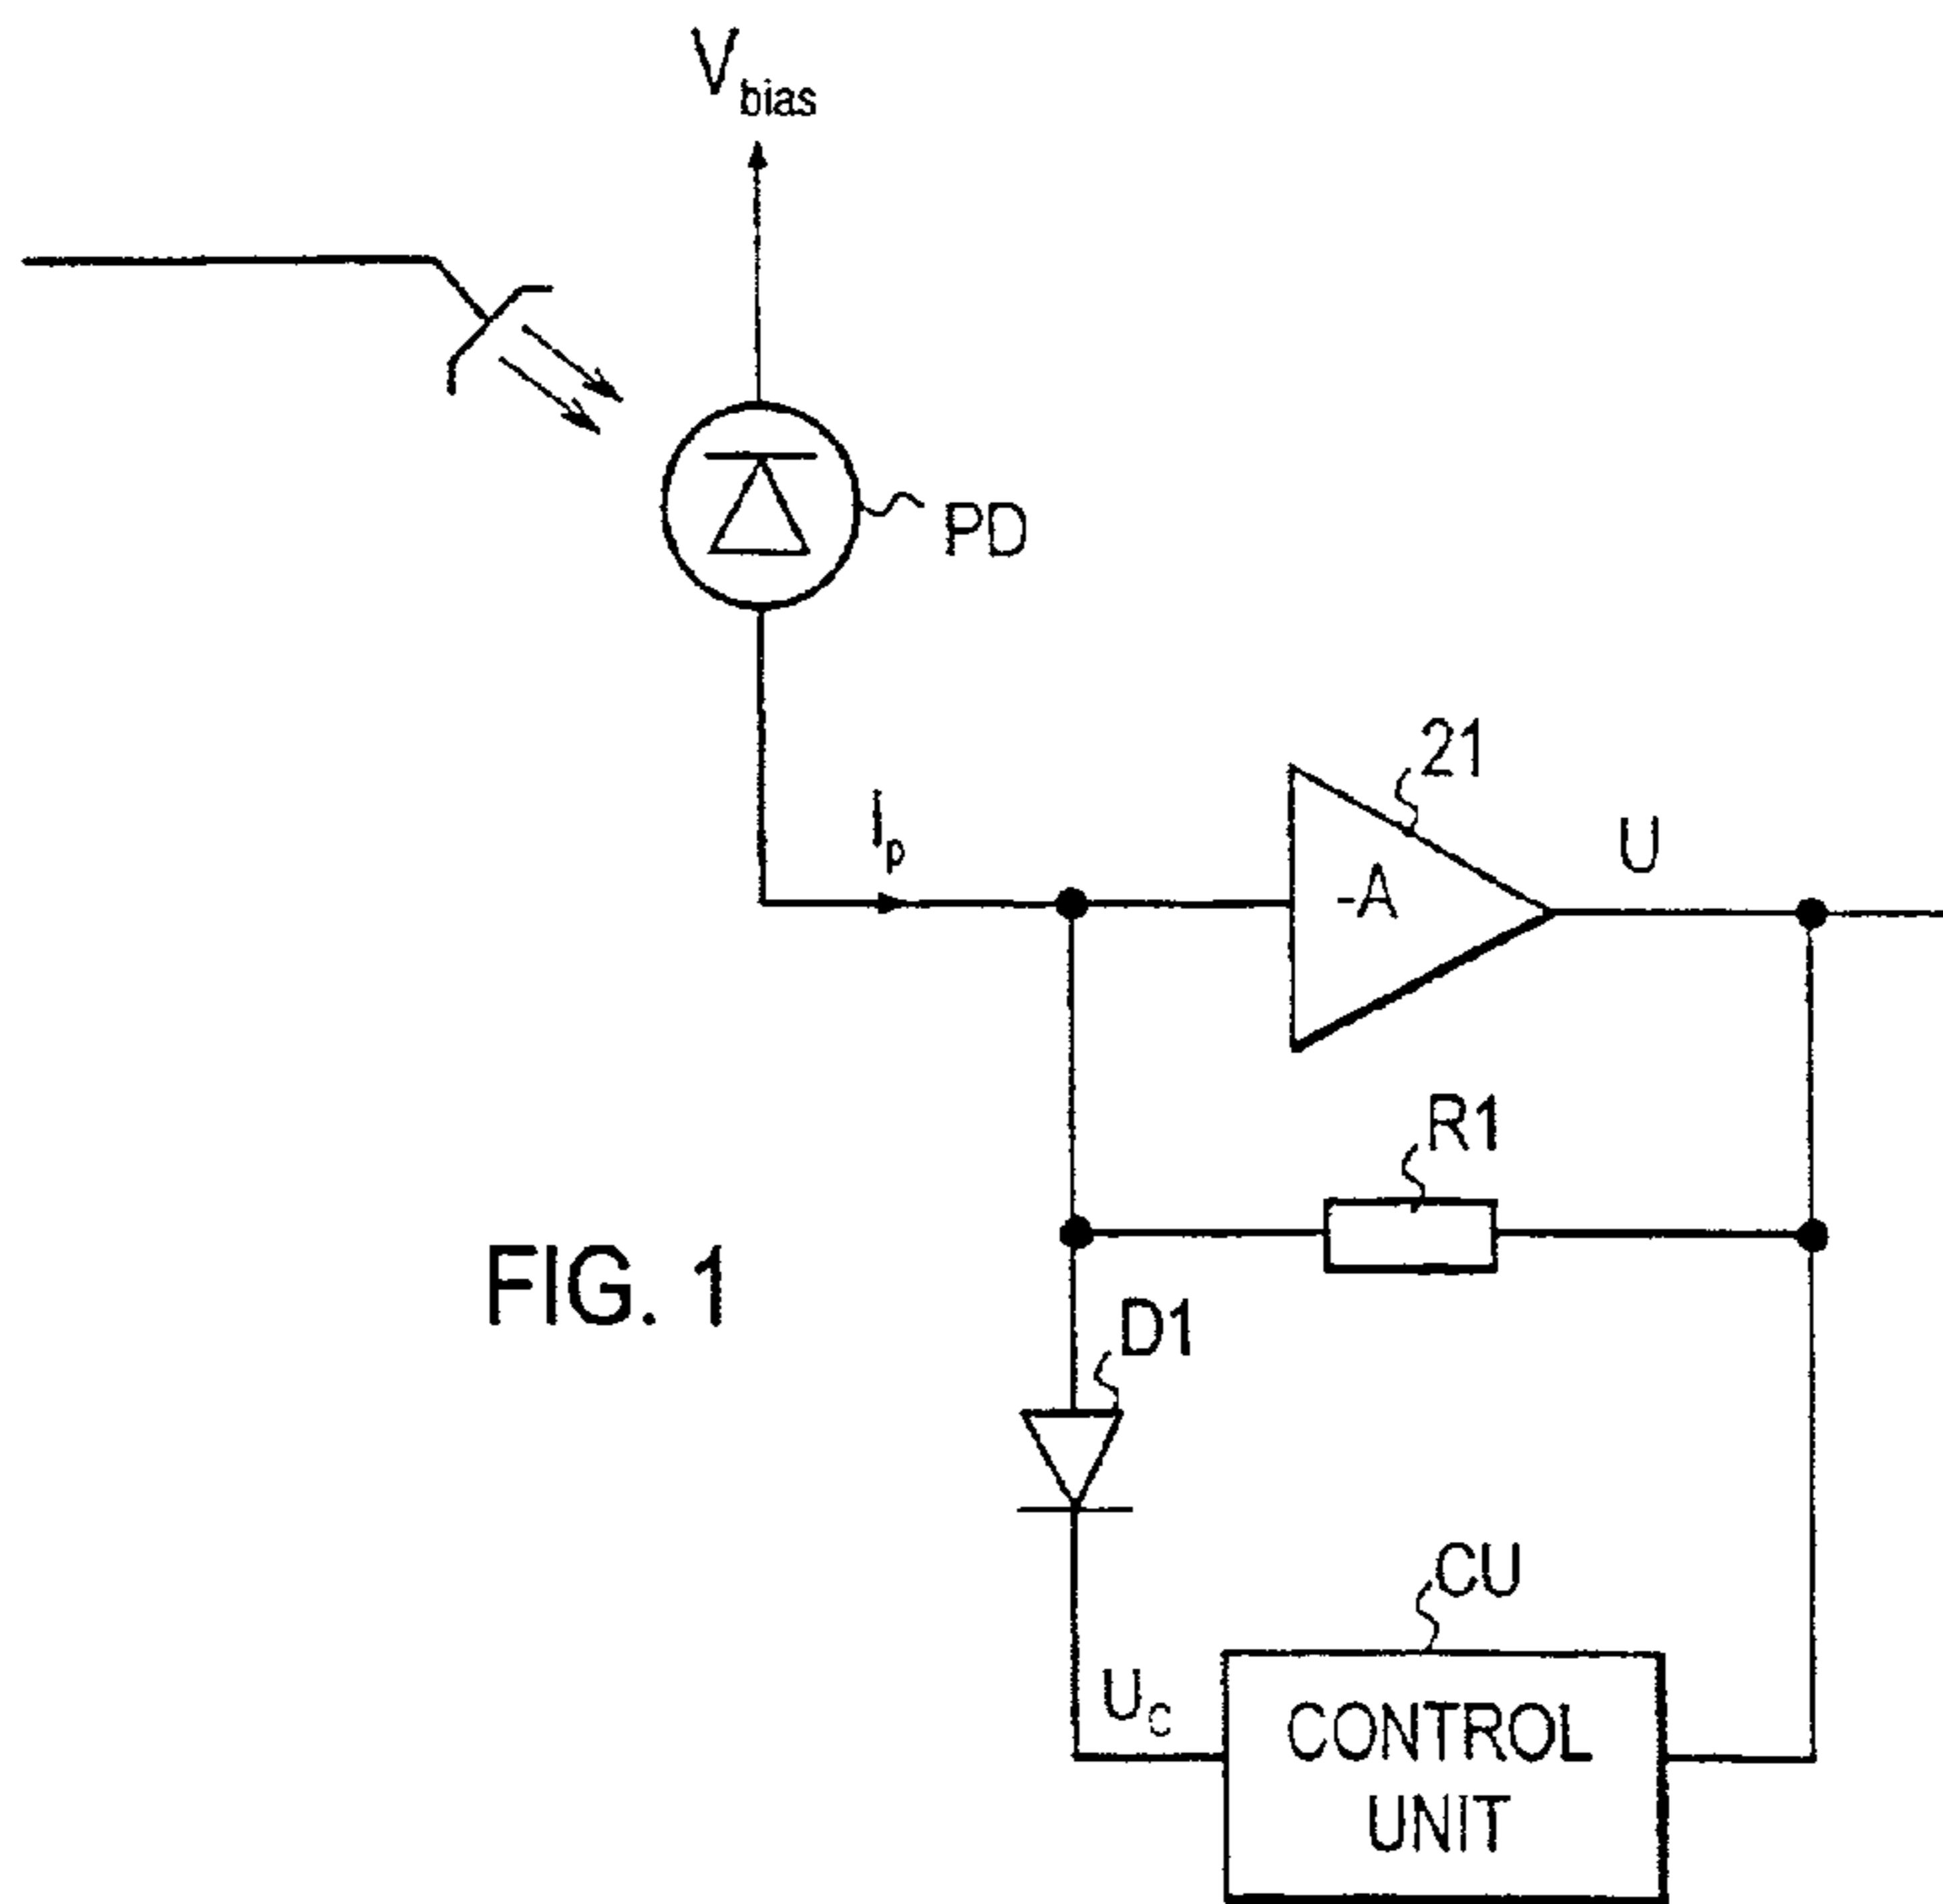 V_bias
PD
I_p
21
-A
U
R1
FIG. 1
D1
CU
U_C
CONTROL
UNIT